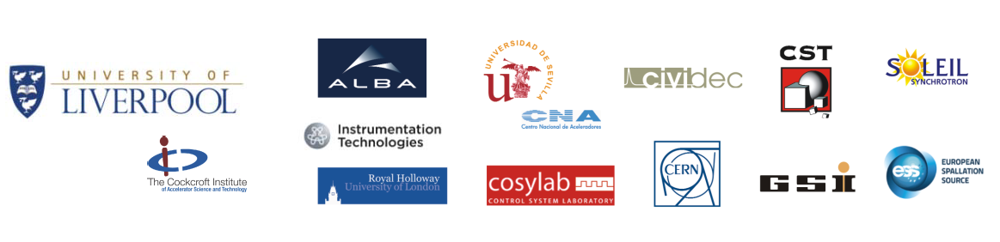 UNIVERSITY OF
LIVERPOOL
The Cockcroft Institute
of Accelerator Science and Technology
ALBA
Instrumentation
Technologies
Royal Holloway
University of London
UNIVERSIDAD DE SEVILLA
CNA
Centro Nacional de Aceleradores
cosylab
CONTROL SYSTEM LABORATORY
cividec
CERN
CST
GSI
SOLEIL
SYNCHROTRON
ess
EUROPEAN
SPALLATION
SOURCE